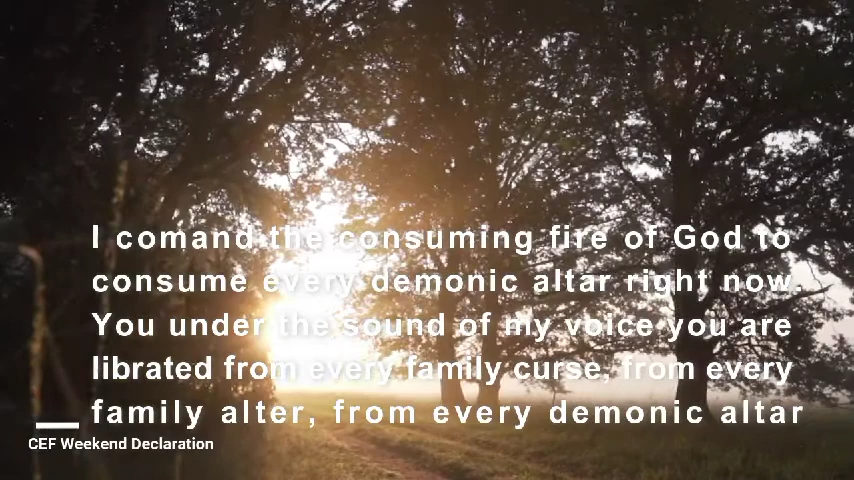 I comand the consuming fire of God to
consume every demonic altar right now.
You under the sound of my voice you are
librated from every family curse, from every
family alter, from every demonic altar
CEF Weekend Declaration